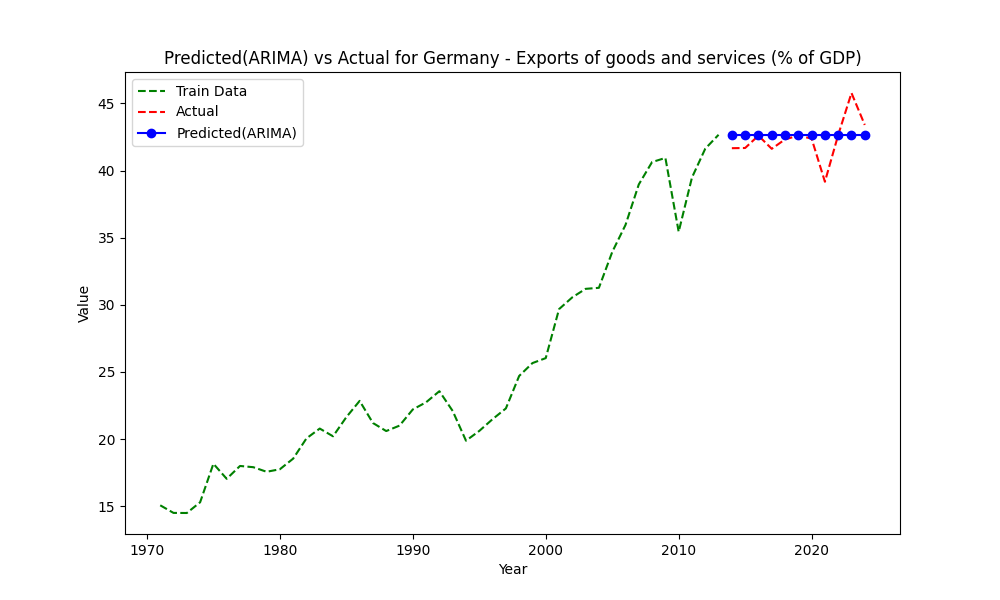 Predicted(ARIMA) vs Actual for Germany - Exports of goods and services (% of GDP)
Train Data
Actual
Predicted(ARIMA)
45
40
35
30
25
20
15
Value
1970 1980 1990 2000 2010 2020
Year